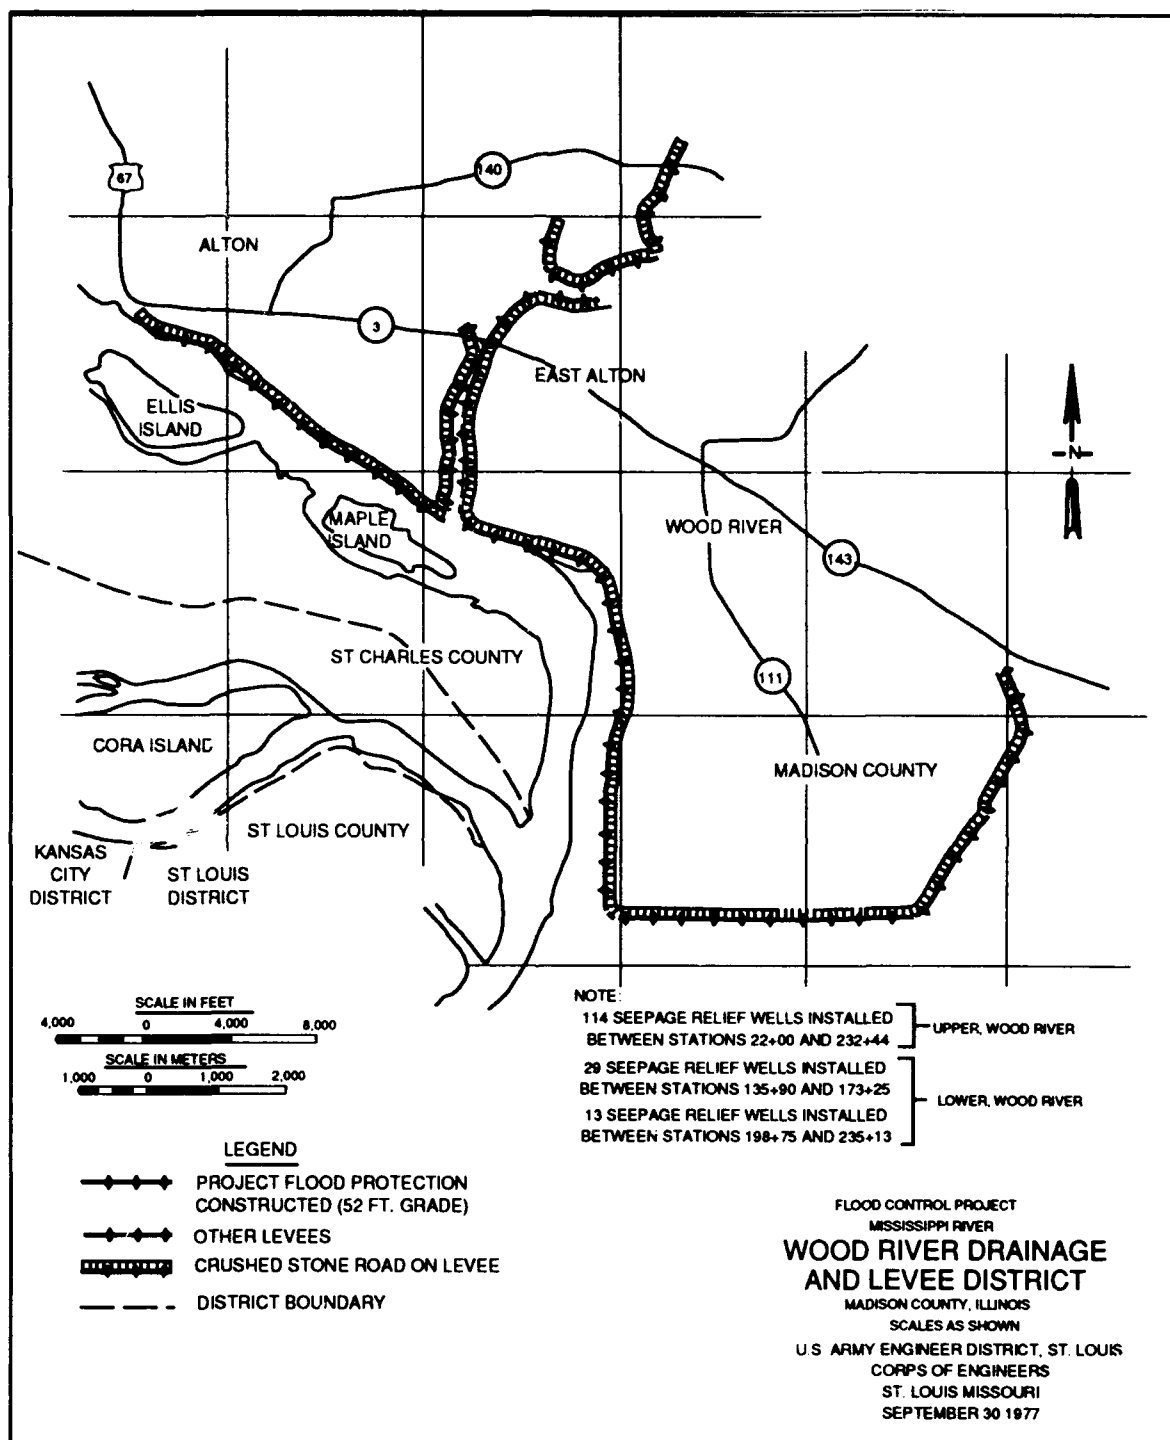 140
67
ALTON
3
EAST ALTON
ELLIS
ISLAND
N
MAPLE
ISLAND
WOOD RIVER
143
ST CHARLES COUNTY
111
CORA ISLAND
MADISON COUNTY
ST LOUIS COUNTY
KANSAS
CITY
DISTRICT
ST LOUIS
DISTRICT
SCALE IN FEET
4,000 0 4,000 8,000
SCALE IN METERS
1,000 0 1,000 2,000
NOTE:
114 SEEPAGE RELIEF WELLS INSTALLED
BETWEEN STATIONS 22+00 AND 232+44
UPPER, WOOD RIVER
29 SEEPAGE RELIEF WELLS INSTALLED
BETWEEN STATIONS 135+90 AND 173+25
13 SEEPAGE RELIEF WELLS INSTALLED
BETWEEN STATIONS 198+75 AND 235+13
LOWER, WOOD RIVER
LEGEND
PROJECT FLOOD PROTECTION
CONSTRUCTED (52 FT. GRADE)
OTHER LEVEES
CRUSHED STONE ROAD ON LEVEE
DISTRICT BOUNDARY
FLOOD CONTROL PROJECT
MISSISSIPPI RIVER
WOOD RIVER DRAINAGE
AND LEVEE DISTRICT
MADISON COUNTY, ILLINOIS
SCALES AS SHOWN
U.S ARMY ENGINEER DISTRICT, ST. LOUIS
CORPS OF ENGINEERS
ST. LOUIS MISSOURI
SEPTEMBER 30 1977